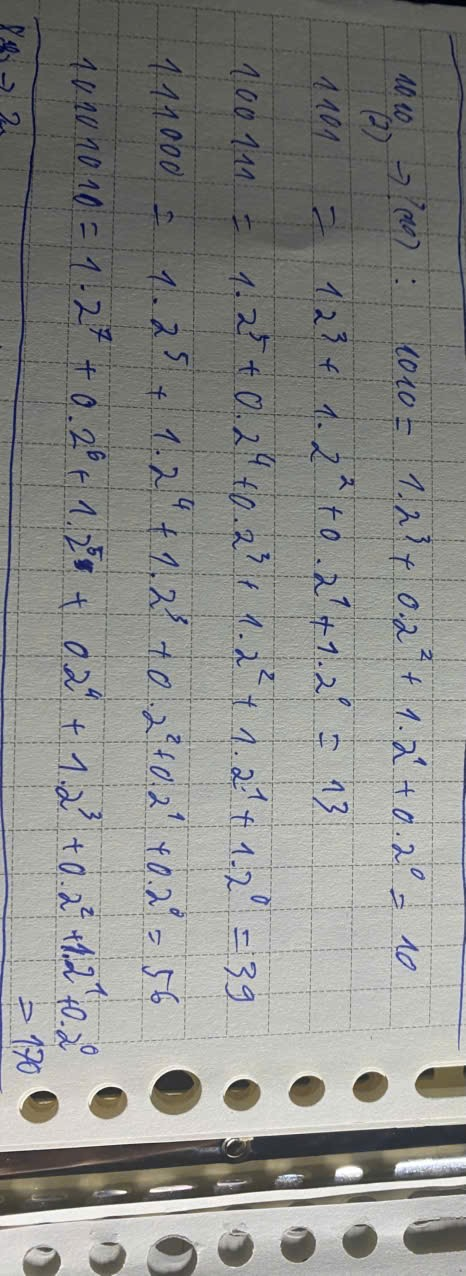 1010 (2) → ?(10) : 1010 = 1.2³ + 0.2² + 1.2¹ + 0.2⁰ = 10
1101 = 12³ + 1.2² + 0.2¹ + 1.2⁰ = 13
100111 = 1.2⁵ + 0.2⁴ + 0.2³ + 1.2² + 1.2¹ + 1.2⁰ = 39
111000 = 1.2⁵ + 1.2⁴ + 1.2³ + 0.2² + 0.2¹ + 0.2⁰ = 56
10101010 = 1.2⁷ + 0.2⁶ + 1.2⁵ + 0.2⁴ + 1.2³ + 0.2² + 1.2¹ + 0.2⁰
= 170